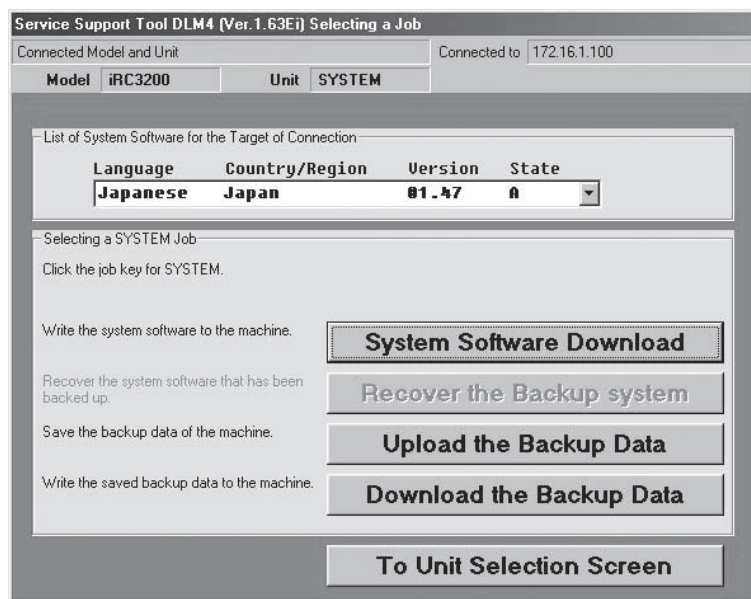 Service Support Tool DLM4 (Ver.1.63Ei) Selecting a Job
Connected Model and Unit
Connected to 172.16.1.100
Model iRC3200 Unit SYSTEM
List of System Software for the Target of Connection
Language Country/Region Version State
Japanese Japan 01.47 A
Selecting a SYSTEM Job
Click the job key for SYSTEM.
Write the system software to the machine.
System Software Download
Recover the system software that has been
backed up.
Recover the Backup system
Save the backup data of the machine.
Upload the Backup Data
Write the saved backup data to the machine.
Download the Backup Data
To Unit Selection Screen